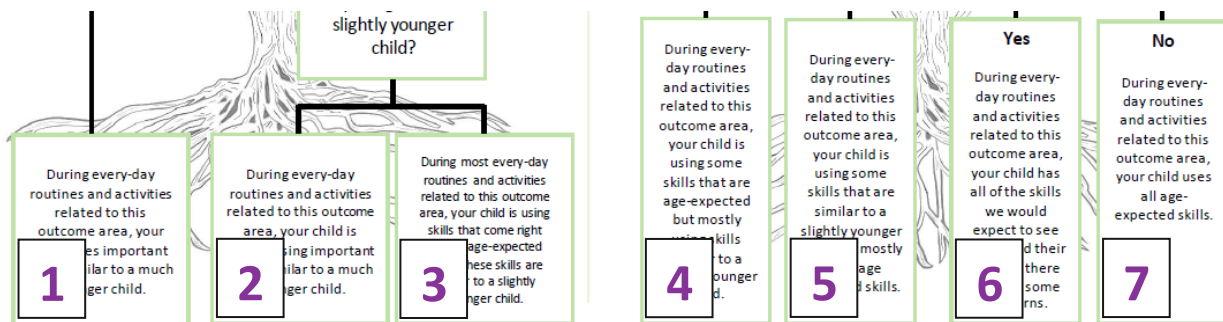 slightly younger
child?
During every-day
routines and activities
related to this
outcome area, your
important
to a much
child.
1
During every-day
routines and activities
related to this outcome
area, your child is
important
to a much
child.
2
During most every-day
routines and activities
related to this outcome
area, your child is using
skills that come right
age-expected
these skills are
to a slightly
child.
3
During every-
day routines
and activities
related to this
outcome area,
your child is
using some
skills that are
age-expected
but mostly
using skills
to a
younger
4
During every-
day routines
and activities
related to this
outcome area,
your child is
using some
skills that are
similar to a
slightly younger
mostly
age
skills.
5
Yes
During every-
day routines
and activities
related to this
outcome area,
your child has
all of the skills
we would
expect to see
their
there
some
6
No
During every-
day routines
and activities
related to this
outcome area,
your child uses
all age-
expected skills.
7